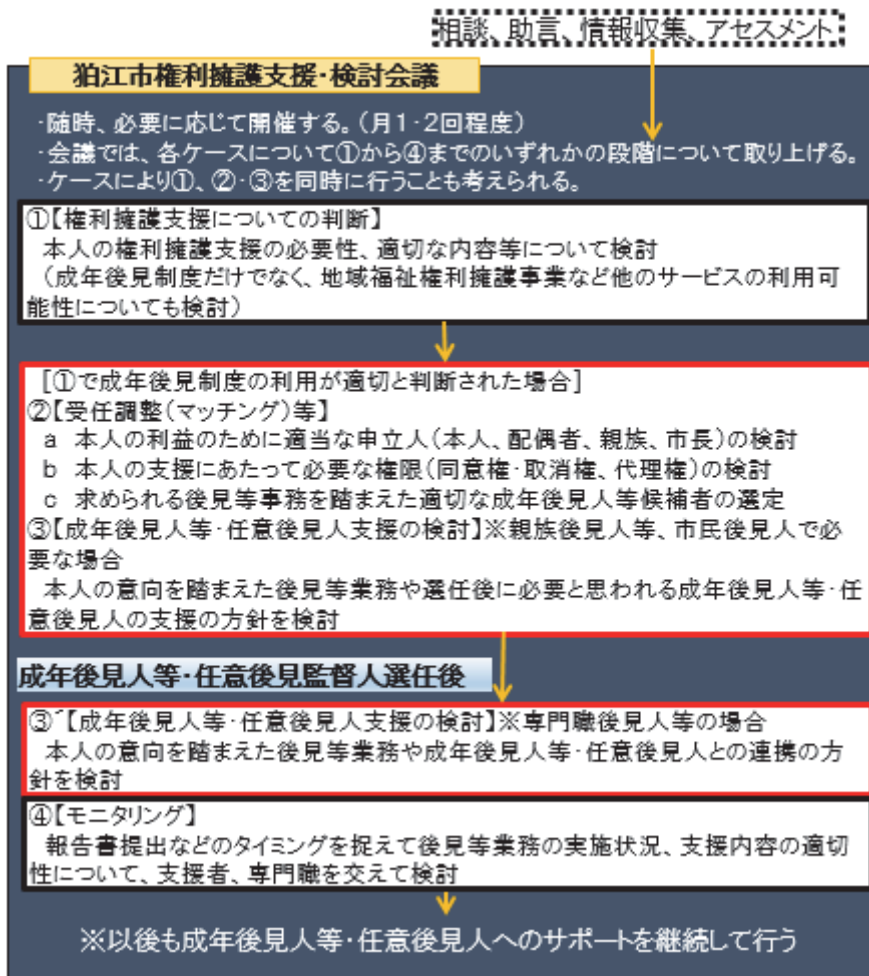 相談、助言、情報収集、アセスメント
狛江市権利擁護支援・検討会議
・随時、必要に応じて開催する。(月1・2回程度)
・会議では、各ケースについて①から④までのいずれかの段階について取り上げる。
・ケースにより①、②・③を同時に行うことも考えられる。
①【権利擁護支援についての判断】
本人の権利擁護支援の必要性、適切な内容等について検討
(成年後見制度だけでなく、地域福祉権利擁護事業など他のサービスの利用可
能性についても検討)
[①で成年後見制度の利用が適切と判断された場合]
②【受任調整(マッチング)等】
a 本人の利益のために適当な申立人(本人、配偶者、親族、市長)の検討
b 本人の支援にあたって必要な権限(同意権・取消権、代理権)の検討
c 求められる後見等事務を踏まえた適切な成年後見人等候補者の選定
③【成年後見人等・任意後見人支援の検討】※親族後見人等、市民後見人で必
要な場合
本人の意向を踏まえた後見等業務や選任後に必要と思われる成年後見人等・任
意後見人の支援の方針を検討
成年後見人等・任意後見監督人選任後
③´【成年後見人等・任意後見人支援の検討】※専門職後見人等の場合
本人の意向を踏まえた後見等業務や成年後見人等・任意後見人との連携の方
針を検討
④【モニタリング】
報告書提出などのタイミングを捉えて後見等業務の実施状況、支援内容の適切
性について、支援者、専門職を交えて検討
※以後も成年後見人等・任意後見人へのサポートを継続して行う